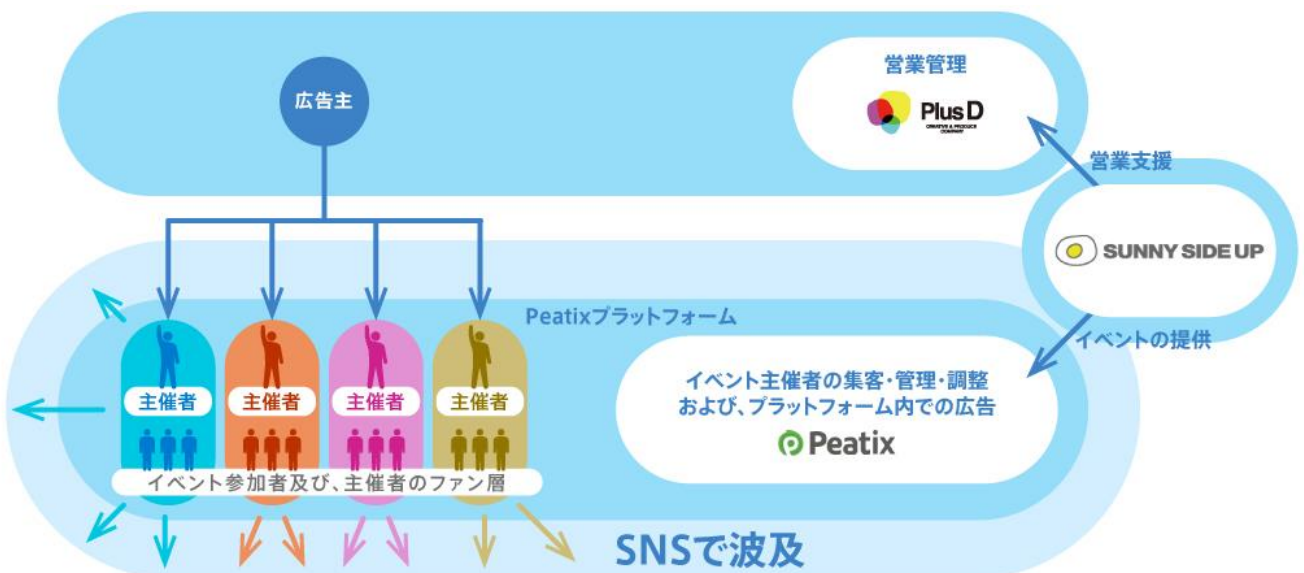 営業管理
広告主
Plus D
CREATIVE & PRODUCE
COMPANY
営業支援
SUNNY SIDE UP
Peatixプラットフォーム
イベントの提供
イベント主催者の集客・管理・調整
および、プラットフォーム内での広告
Peatix
主催者
主催者
主催者
主催者
イベント参加者及び、主催者のファン層
SNSで波及